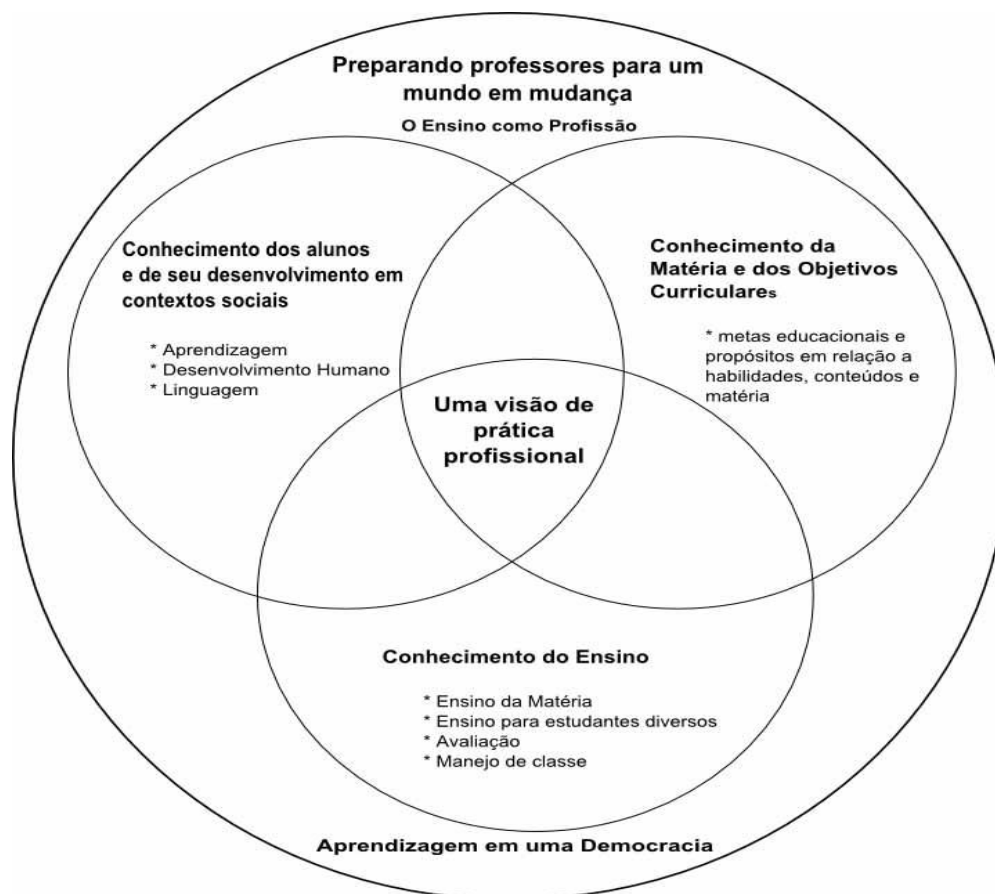 Preparando professores para um
mundo em mudança
O Ensino como Profissão
Conhecimento dos alunos
e de seu desenvolvimento em
contextos sociais
* Aprendizagem
* Desenvolvimento Humano
* Linguagem
Conhecimento da
Matéria e dos Objetivos
Curriculares
* metas educacionais e
propósitos em relação a
habilidades, conteúdos e
matéria
Uma visão de
prática
profissional
Conhecimento do Ensino
* Ensino da Matéria
* Ensino para estudantes diversos
* Avaliação
* Manejo de classe
Aprendizagem em uma Democracia